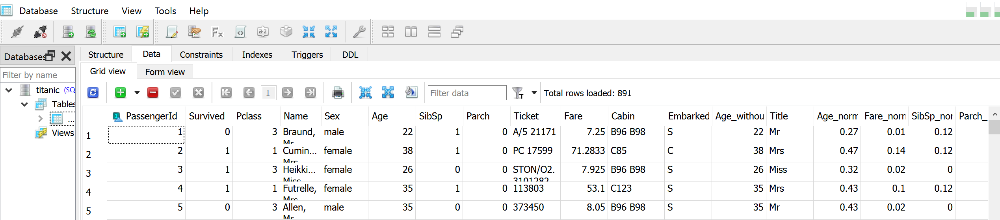 Database Structure View Tools Help
Databases
Structure Data Constraints Indexes Triggers DDL
Filter by name
Grid view Form view
titanic (SQ
Tables
...
Views
1 Filter data T Total rows loaded: 891
1 PassengerId Survived Pclass Name Sex Age SibSp Parch Ticket Fare Cabin Embarked Age_withou Title Age_norm Fare_norm SibSp_nor Parch_
1 1 0 3 Braund, Mr male 22 1 0 A/5 21171 7.25 B96 B98 S 22 Mr 0.27 0.01 0.12
2 2 1 1 Cumin... Mrs female 38 1 0 PC 17599 71.2833 C85 C 38 Mrs 0.47 0.14 0.12
3 3 1 3 Heikki... Miss female 26 0 0 STON/O2. 3101282 7.925 B96 B98 S 26 Miss 0.32 0.02 0
4 4 1 1 Futrelle, Mrs female 35 1 0 113803 53.1 C123 S 35 Mrs 0.43 0.1 0.12
5 5 0 3 Allen, Mr male 35 0 0 373450 8.05 B96 B98 S 35 Mr 0.43 0.02 0